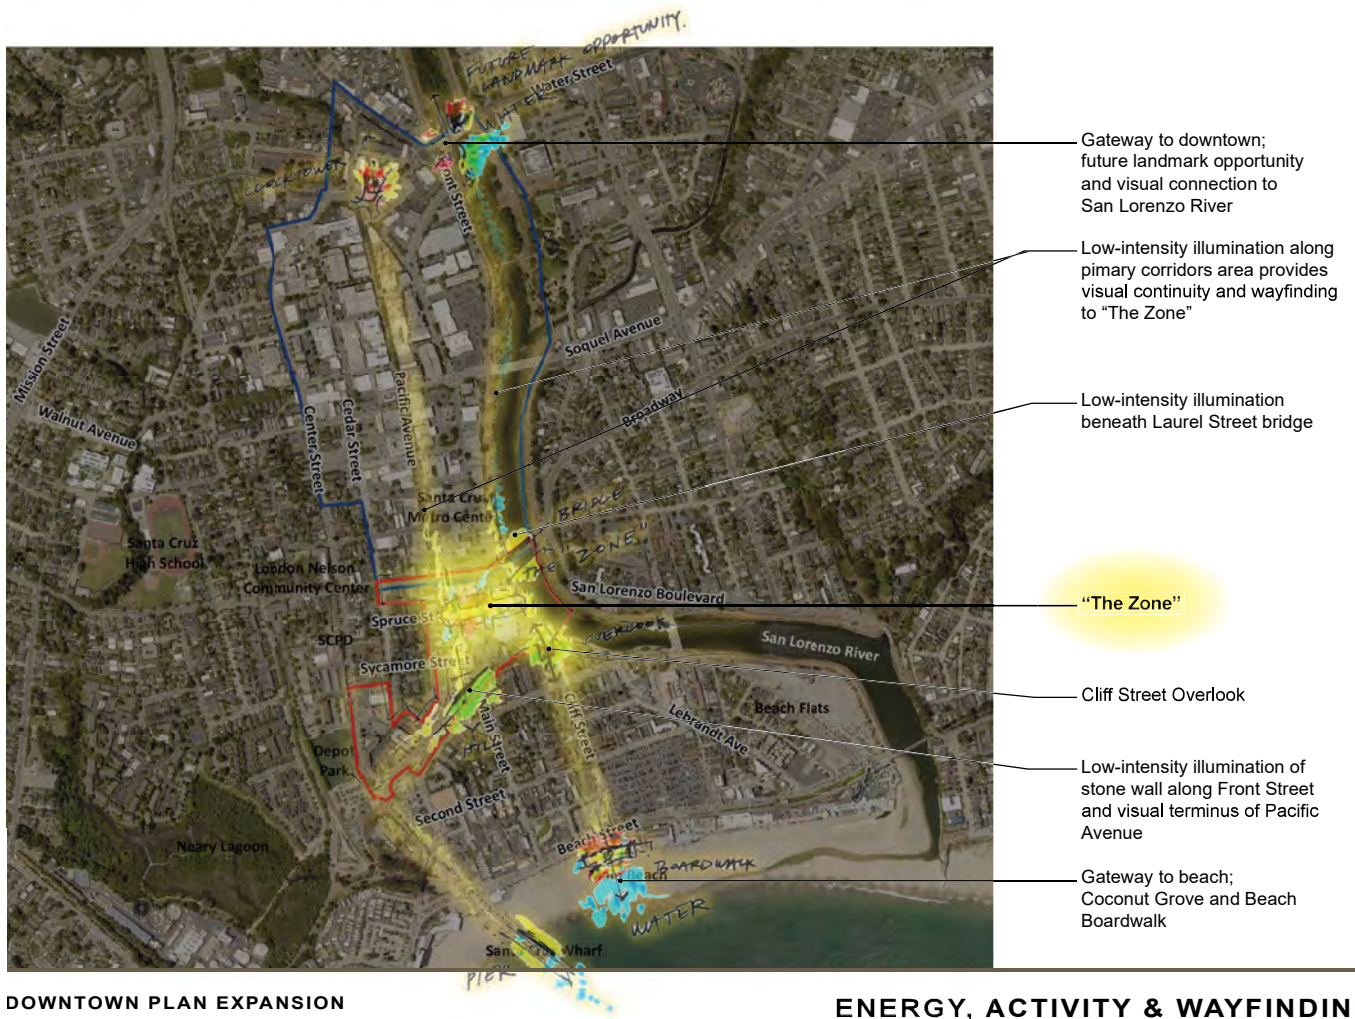 FUTURE
LANDMARK OPPORTUNITY.
Water Street
WATER
CLOCKTOWER
Front Street
Mission Street
Walnut Avenue
Center Street
Cedar Street
Pacific Avenue
Soquel Avenue
Broadway
Santa Cruz
Metro Center
BRIDGE
"THE ZONE"
Santa Cruz
High School
London Nelson
Community Center
San Lorenzo Boulevard
Spruce St
SCPD
OVERLOOK
San Lorenzo River
Sycamore Street
Main Street
Cliff Street
Lebrandt Ave
Beach Flats
HILL
Depot
Park
Second Street
Neary Lagoon
Beach Street
BOARDWALK
Main Beach
WATER
Santa Cruz Wharf
PIER
Gateway to downtown;
future landmark opportunity
and visual connection to
San Lorenzo River
Low-intensity illumination along
pimary corridors area provides
visual continuity and wayfinding
to “The Zone”
Low-intensity illumination
beneath Laurel Street bridge
“The Zone”
Cliff Street Overlook
Low-intensity illumination of
stone wall along Front Street
and visual terminus of Pacific
Avenue
Gateway to beach;
Coconut Grove and Beach
Boardwalk
DOWNTOWN PLAN EXPANSION
ENERGY, ACTIVITY & WAYFINDIN